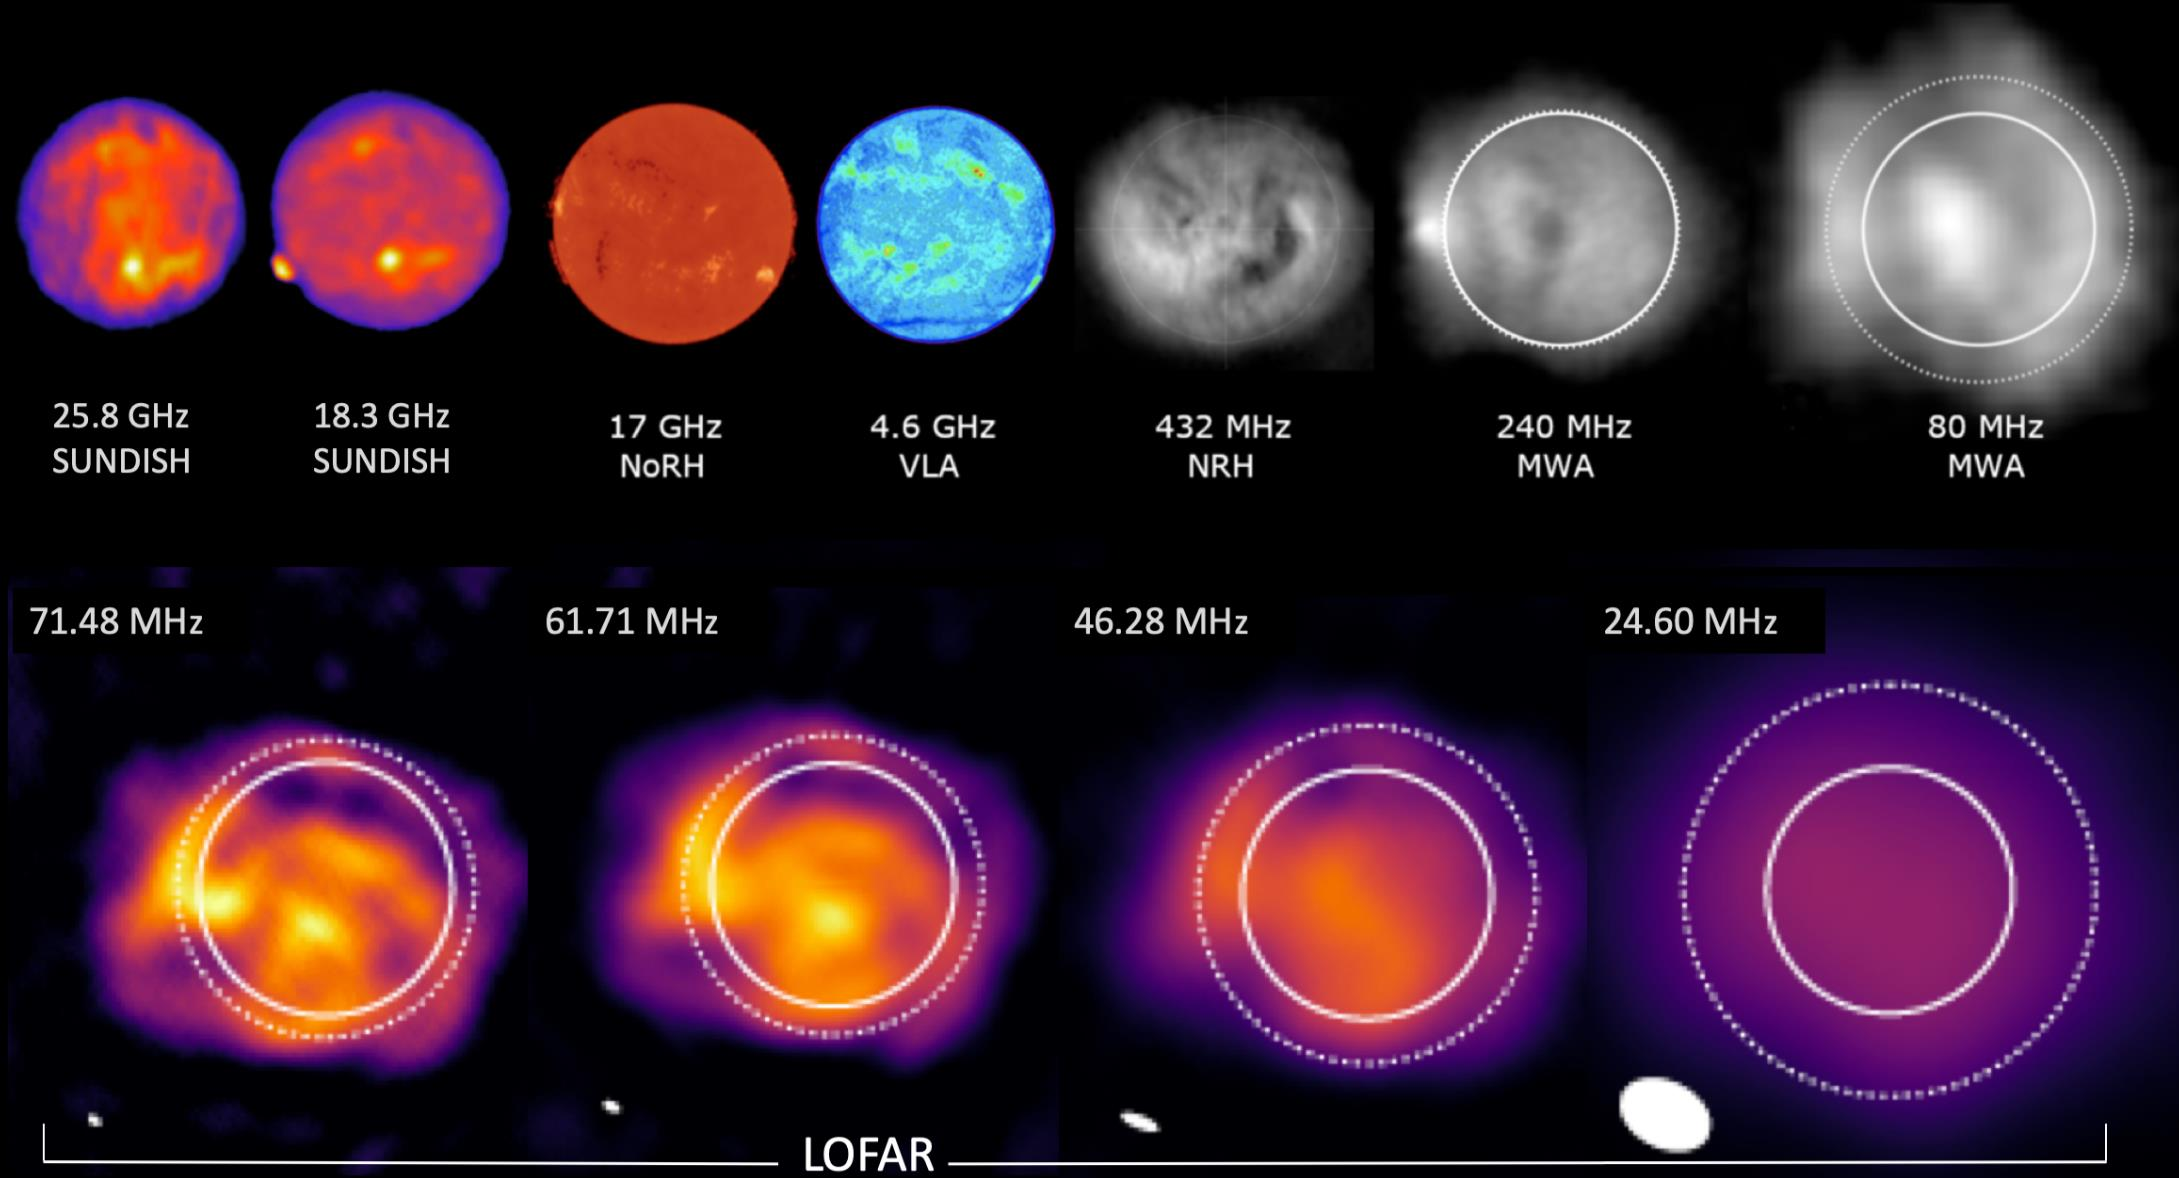 25.8 GHz
SUNDISH
18.3 GHz
SUNDISH
17 GHz
NoRH
4.6 GHz
VLA
432 MHz
NRH
240 MHz
MWA
80 MHz
MWA
71.48 MHz
61.71 MHz
46.28 MHz
24.60 MHz
LOFAR